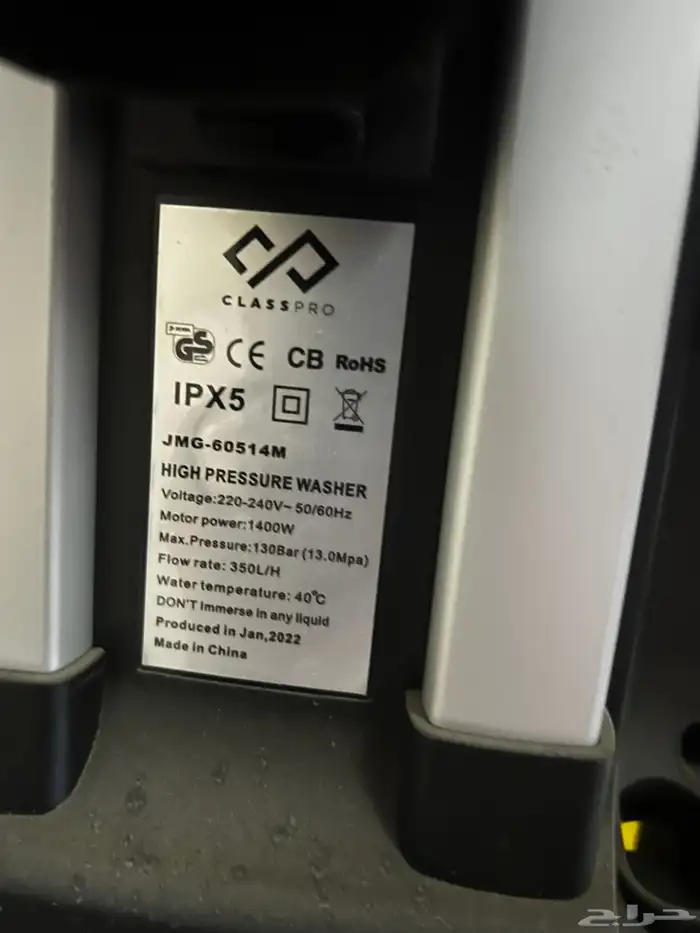 CLASSPRO
GS CE CB RoHS
IPX5
JMG-60514M
HIGH PRESSURE WASHER
Voltage:220-240V~ 50/60Hz
Motor power:1400W
Max.Pressure:130Bar (13.0Mpa)
Flow rate: 350L/H
Water temperature: 40℃
DON'T Immerse in any liquid
Produced in Jan,2022
Made in China
حراج